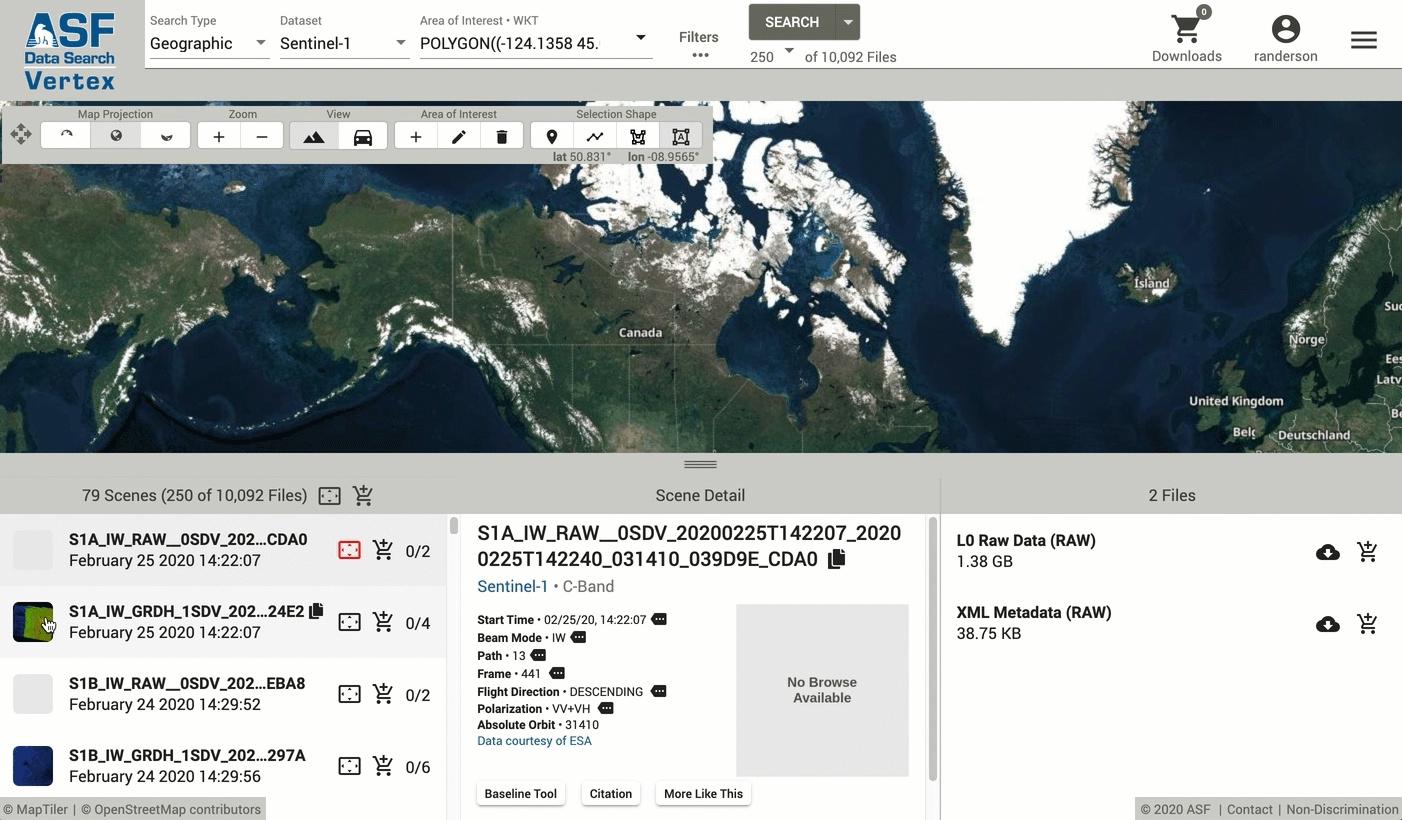 ASF
Data Search
Vertex
Search Type
Geographic
Dataset
Sentinel-1
Area of Interest • WKT
POLYGON((-124.1358 45.
Filters
•••
SEARCH
250
of 10,092 Files
0
Downloads
randerson
Map Projection
Zoom
View
Area of Interest
Selection Shape
A
lat 50.831°
lon -08.9565°
Canada
Ísland
Norge
Suo
Ees
Latv
United Kingdom
Be
Belg
Deutschland
79 Scenes (250 of 10,092 Files)
Scene Detail
2 Files
S1A_IW_RAW__0SDV_202...CDA0
February 25 2020 14:22:07
0/2
S1A_IW_GRDH_1SDV_202...24E2
February 25 2020 14:22:07
0/4
S1B_IW_RAW__0SDV_202...EBA8
February 24 2020 14:29:52
0/2
S1B_IW_GRDH_1SDV_202...297A
February 24 2020 14:29:56
0/6
S1A_IW_RAW__0SDV_20200225T142207_2020
0225T142240_031410_039D9E_CDA0
Sentinel-1 • C-Band
Start Time • 02/25/20, 14:22:07
Beam Mode • IW
Path • 13
Frame • 441
Flight Direction • DESCENDING
Polarization • VV+VH
Absolute Orbit • 31410
Data courtesy of ESA
No Browse
Available
Baseline Tool
Citation
More Like This
L0 Raw Data (RAW)
1.38 GB
XML Metadata (RAW)
38.75 KB
© MapTiler | © OpenStreetMap contributors
© 2020 ASF | Contact | Non-Discrimination